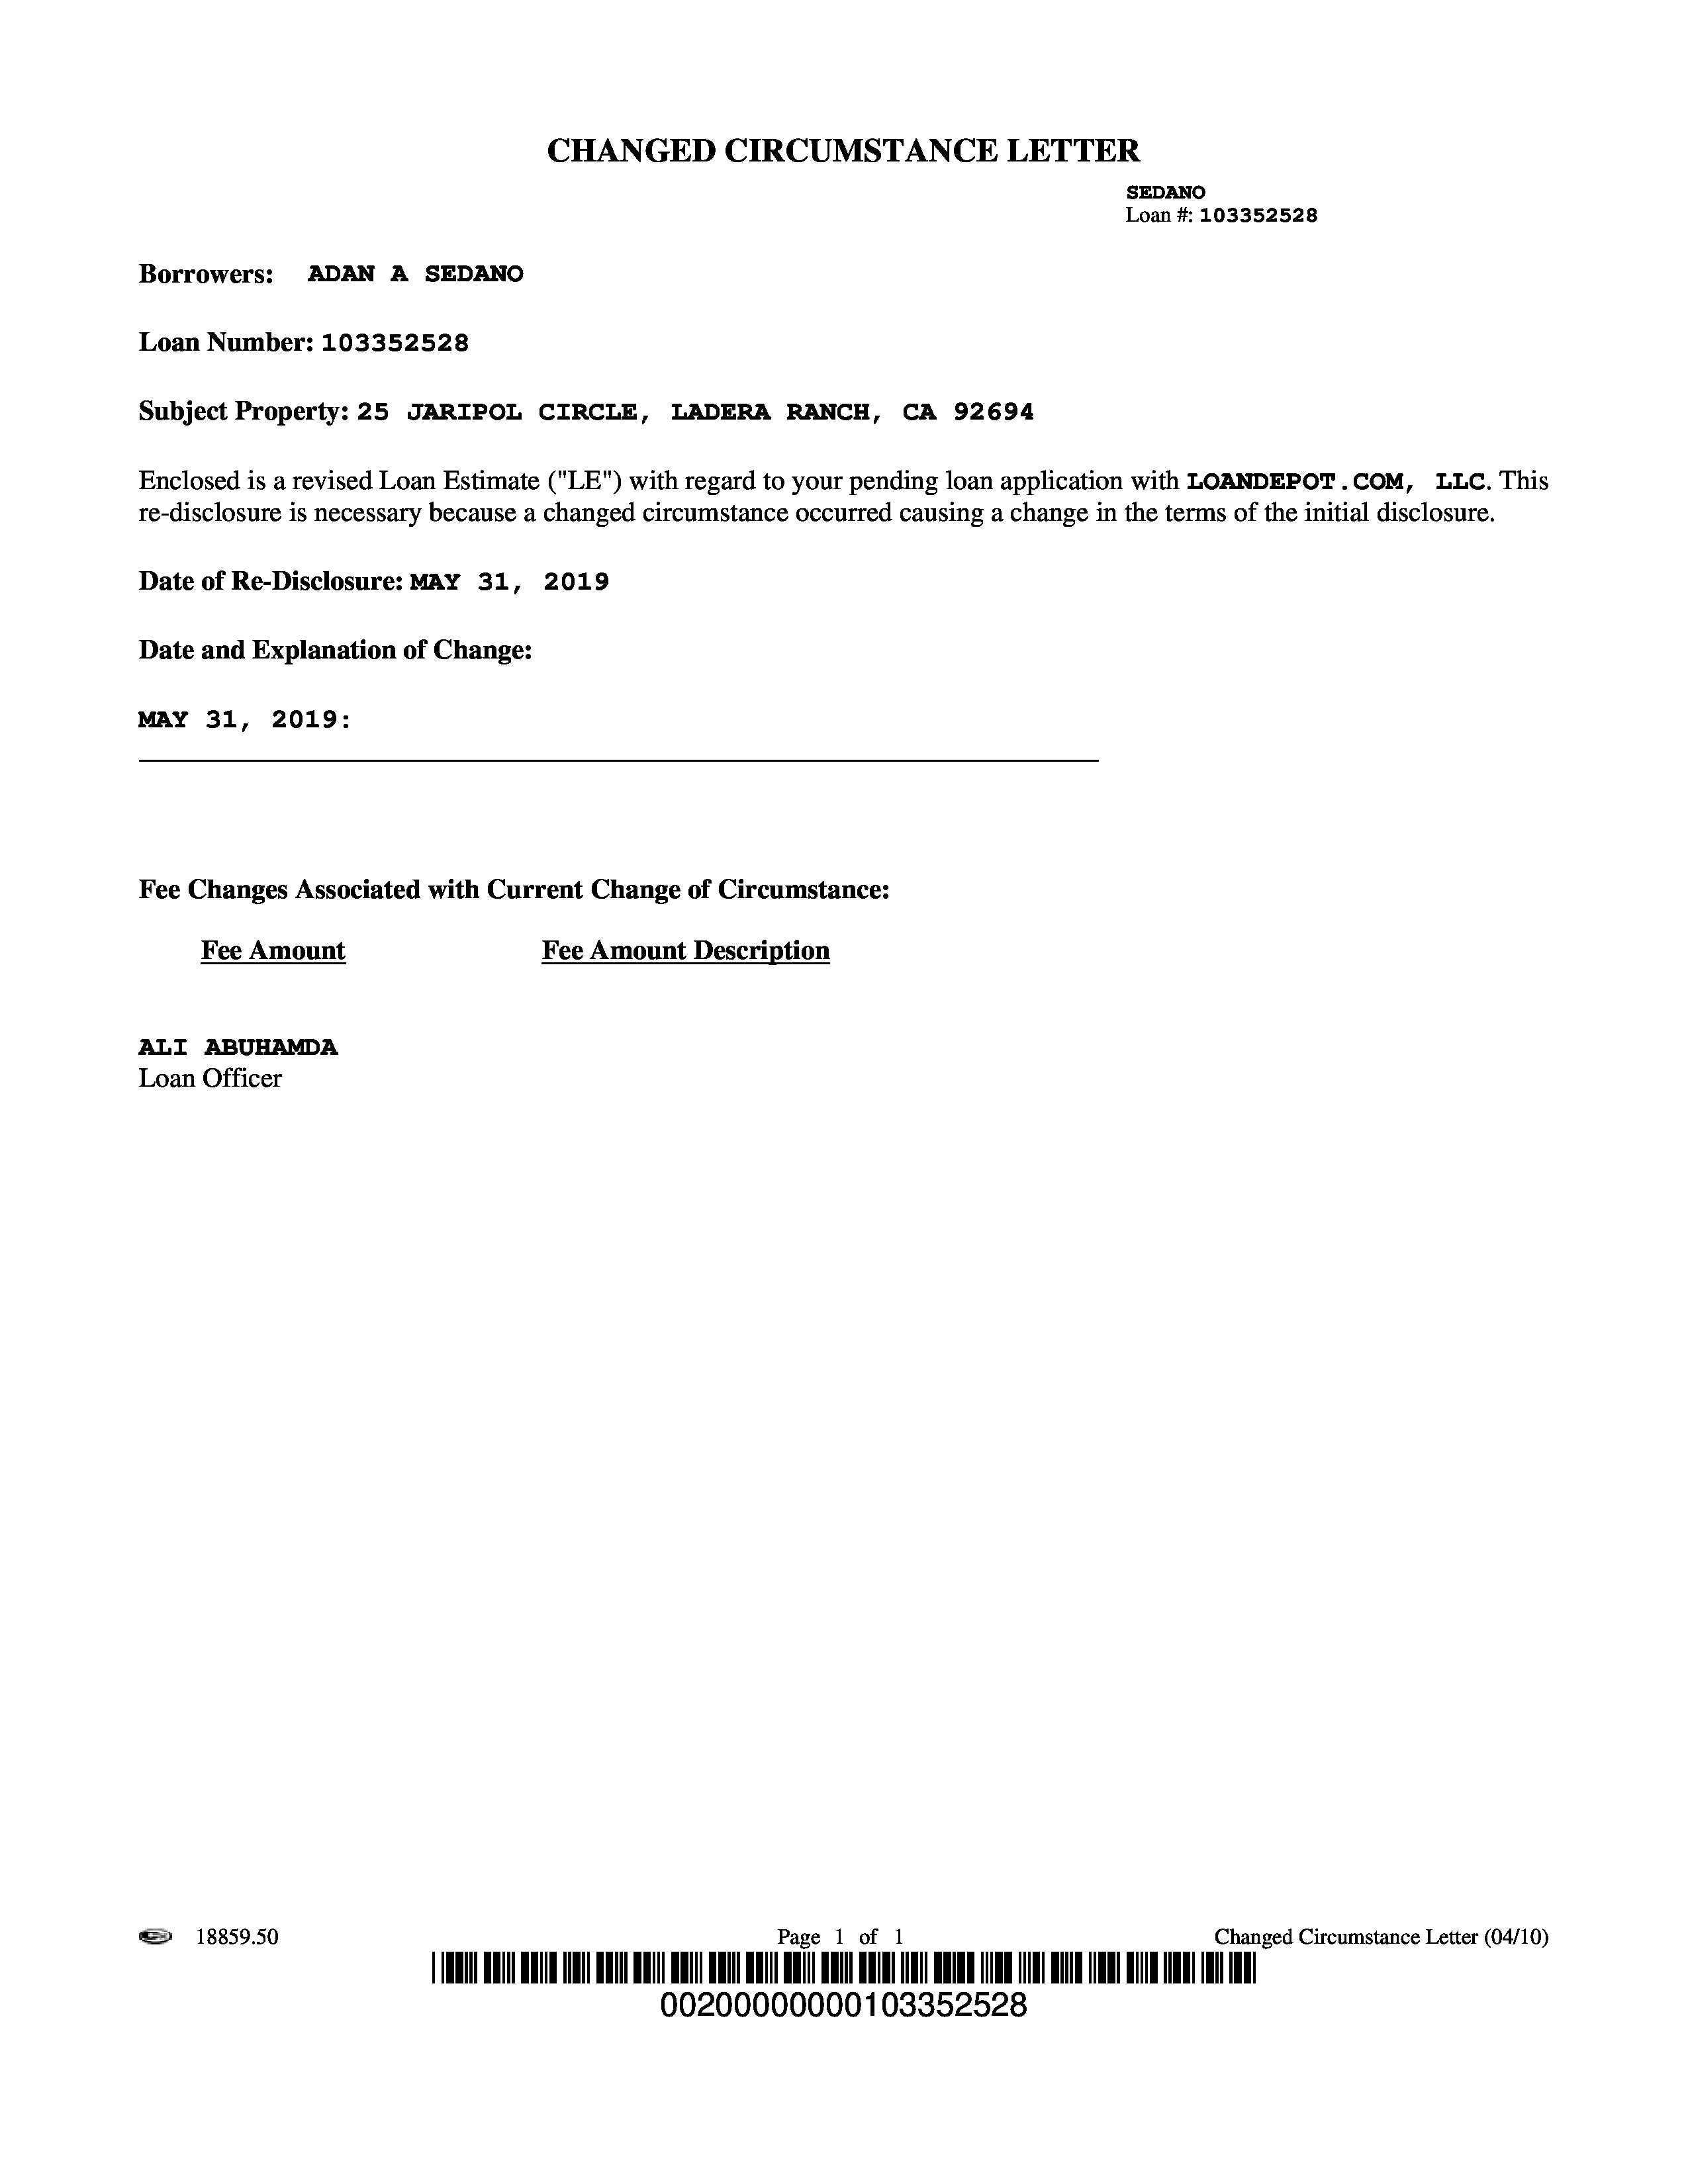 CHANGED CIRCUMSTANCE LETTER
SEDANO
Loan #: 103352528
Borrowers: ADAN A SEDANO
Loan Number: 103352528
Subject Property: 25 JARIPOL CIRCLE, LADERA RANCH, CA 92694
Enclosed is a revised Loan Estimate ("LE") with regard to your pending loan application with LOANDEPOT.COM, LLC. This
re-disclosure is necessary because a changed circumstance occurred causing a change in the terms of the initial disclosure.
Date of Re-Disclosure: MAY 31, 2019
Date and Explanation of Change:
MAY 31, 2019:
Fee Changes Associated with Current Change of Circumstance:
Fee Amount Fee Amount Description
ALI ABUHAMDA
Loan Officer
18859.50 Page 1 of 1 Changed Circumstance Letter (04/10)
00200000000103352528